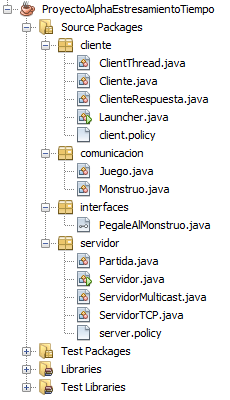 ProyectoAlphaEstresamientoTiempo
Source Packages
cliente
ClientThread.java
Cliente.java
ClienteRespuesta.java
Launcher.java
client.policy
comunicacion
Juego.java
Monstruo.java
interfaces
PegaleAlMonstruo.java
servidor
Partida.java
Servidor.java
ServidorMulticast.java
ServidorTCP.java
server.policy
Test Packages
Libraries
Test Libraries